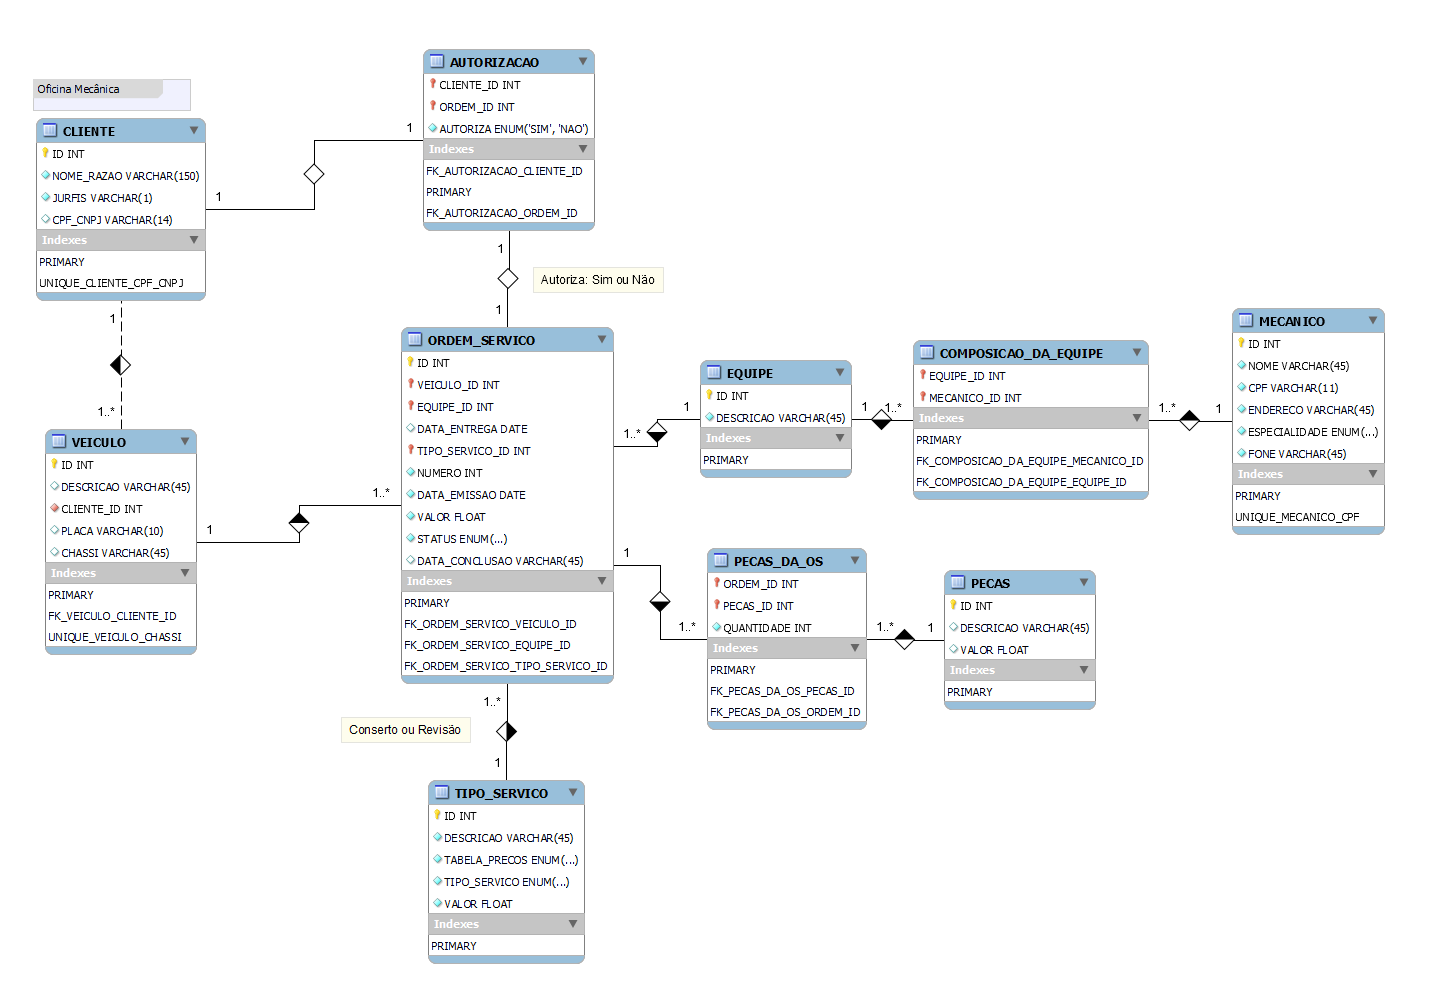 Oficina Mecânica
CLIENTE
ID INT
NOME_RAZAO VARCHAR(150)
JURFIS VARCHAR(1)
CPF_CNPJ VARCHAR(14)
Indexes
PRIMARY
UNIQUE_CLIENTE_CPF_CNPJ
1
1
AUTORIZACAO
CLIENTE_ID INT
ORDEM_ID INT
AUTORIZA ENUM('SIM', 'NAO')
Indexes
FK_AUTORIZACAO_CLIENTE_ID
PRIMARY
FK_AUTORIZACAO_ORDEM_ID
1
Autoriza: Sim ou Não
1
1
1..*
VEICULO
ID INT
DESCRICAO VARCHAR(45)
CLIENTE_ID INT
PLACA VARCHAR(10)
CHASSI VARCHAR(45)
Indexes
PRIMARY
FK_VEICULO_CLIENTE_ID
UNIQUE_VEICULO_CHASSI
1
1..*
ORDEM_SERVICO
ID INT
VEICULO_ID INT
EQUIPE_ID INT
DATA_ENTREGA DATE
TIPO_SERVICO_ID INT
NUMERO INT
DATA_EMISSAO DATE
VALOR FLOAT
STATUS ENUM(...)
DATA_CONCLUSAO VARCHAR(45)
Indexes
PRIMARY
FK_ORDEM_SERVICO_VEICULO_ID
FK_ORDEM_SERVICO_EQUIPE_ID
FK_ORDEM_SERVICO_TIPO_SERVICO_ID
1..*
1
EQUIPE
ID INT
DESCRICAO VARCHAR(45)
Indexes
PRIMARY
1
1..*
COMPOSICAO_DA_EQUIPE
EQUIPE_ID INT
MECANICO_ID INT
Indexes
PRIMARY
FK_COMPOSICAO_DA_EQUIPE_MECANICO_ID
FK_COMPOSICAO_DA_EQUIPE_EQUIPE_ID
1..*
1
MECANICO
ID INT
NOME VARCHAR(45)
CPF VARCHAR(11)
ENDERECO VARCHAR(45)
ESPECIALIDADE ENUM(...)
FONE VARCHAR(45)
Indexes
PRIMARY
UNIQUE_MECANICO_CPF
1
1..*
PECAS_DA_OS
ORDEM_ID INT
PECAS_ID INT
QUANTIDADE INT
Indexes
PRIMARY
FK_PECAS_DA_OS_PECAS_ID
FK_PECAS_DA_OS_ORDEM_ID
1..*
1
PECAS
ID INT
DESCRICAO VARCHAR(45)
VALOR FLOAT
Indexes
PRIMARY
1..*
Conserto ou Revisão
1
TIPO_SERVICO
ID INT
DESCRICAO VARCHAR(45)
TABELA_PRECOS ENUM(...)
TIPO_SERVICO ENUM(...)
VALOR FLOAT
Indexes
PRIMARY